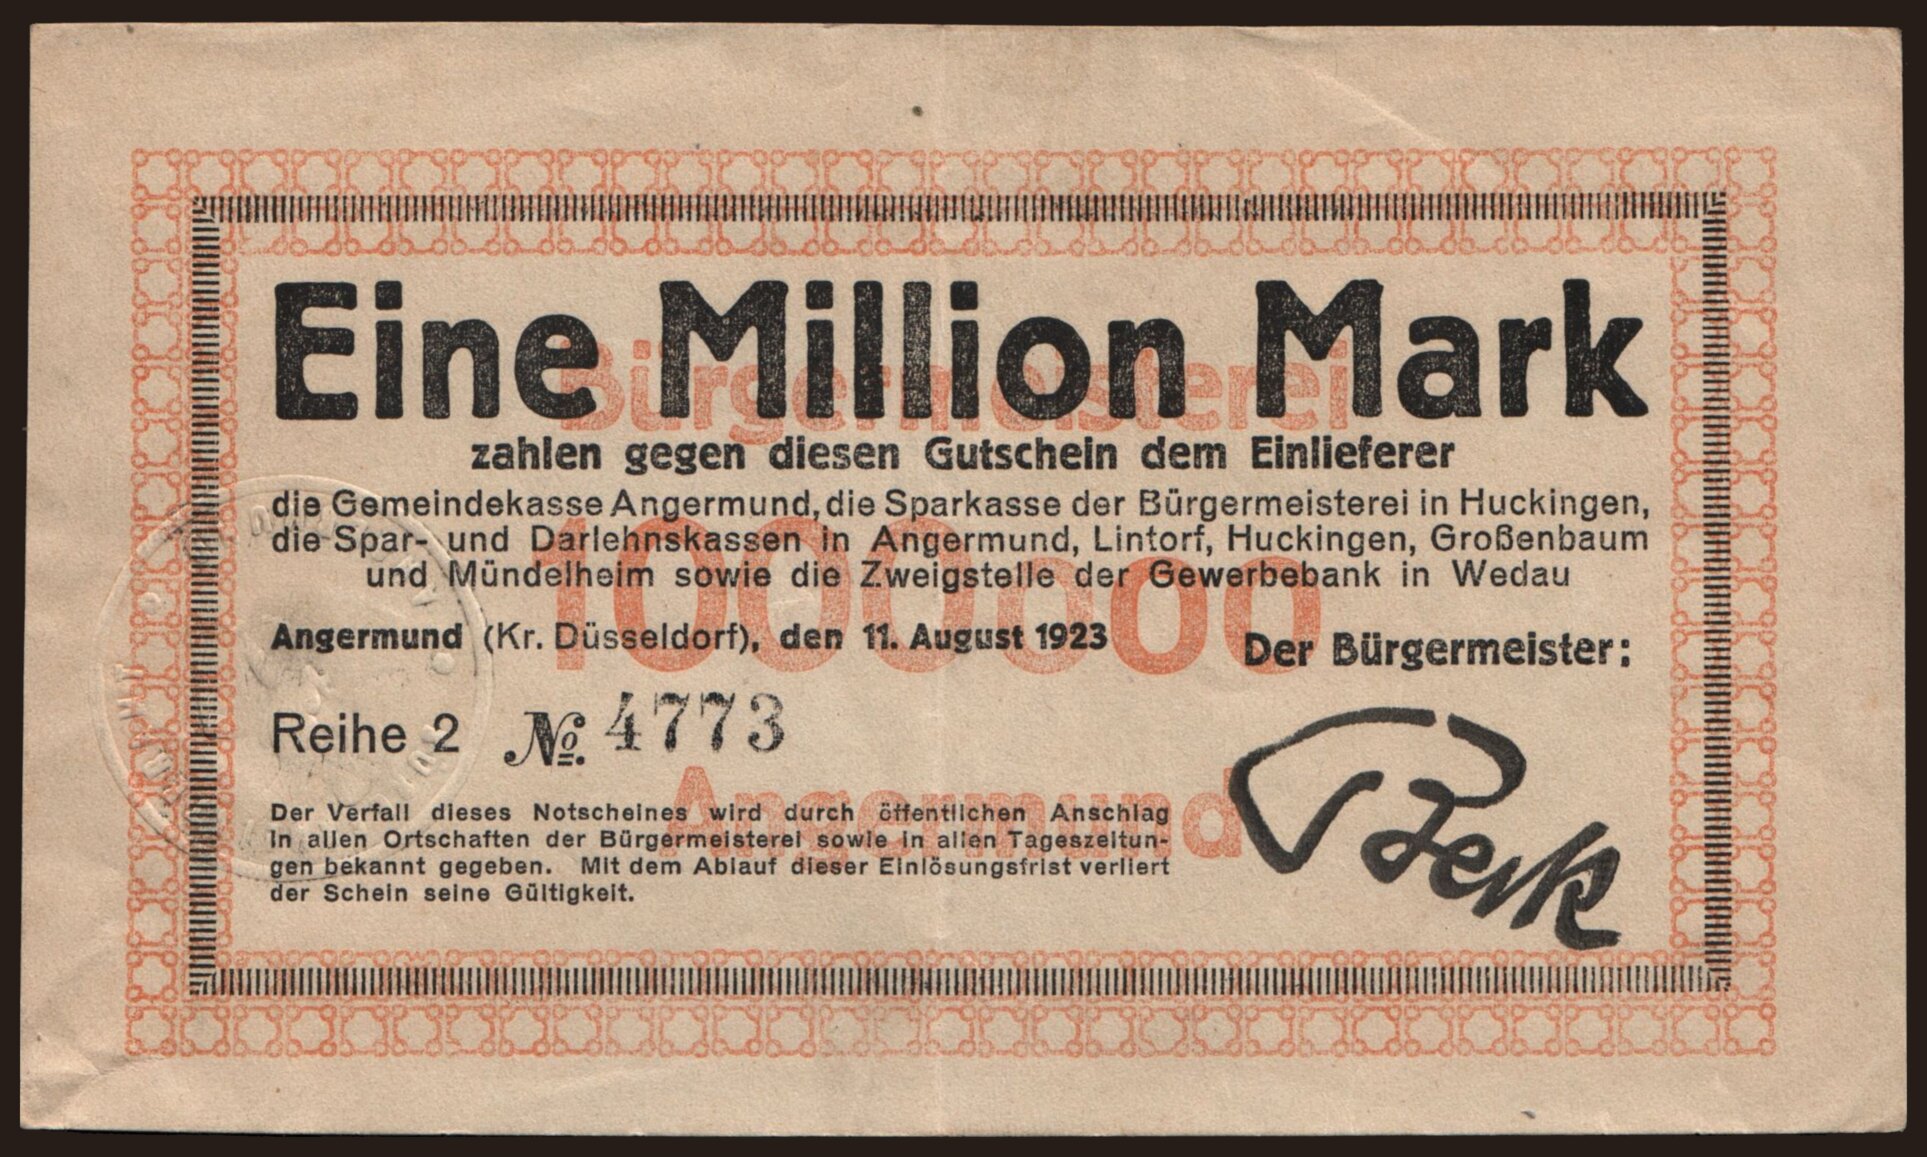 Eine Million Mark
Bürgermeisterei
zahlen gegen diesen Gutschein dem Einlieferer
die Gemeindekasse Angermund, die Sparkasse der Bürgermeisterei in Huckingen,
die Spar- und Darlehnskassen in Angermund, Lintorf, Huckingen, Großenbaum
und Mündelheim sowie die Zweigstelle der Gewerbebank in Wedau
1000000
Angermund (Kr. Düsseldorf), den 11. August 1923
Der Bürgermeister:
Reihe 2 No. 4773
Angermund
Der Verfall dieses Notscheines wird durch öffentlichen Anschlag
in allen Ortschaften der Bürgermeisterei sowie in allen Tageszeitun-
gen bekannt gegeben. Mit dem Ablauf dieser Einlösungsfrist verliert
der Schein seine Gültigkeit.